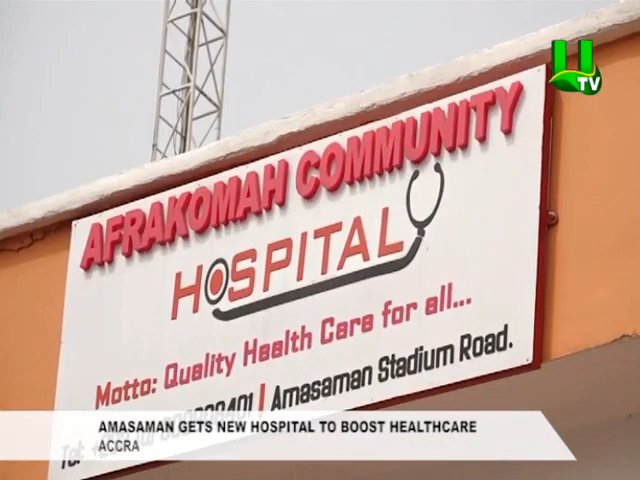 U
TV
AFRAKOMAH COMMUNITY
HOSPITAL
Motto: Quality Health Care for all...
Amasaman Stadium Road.
AMASAMAN GETS NEW HOSPITAL TO BOOST HEALTHCARE
ACCRA